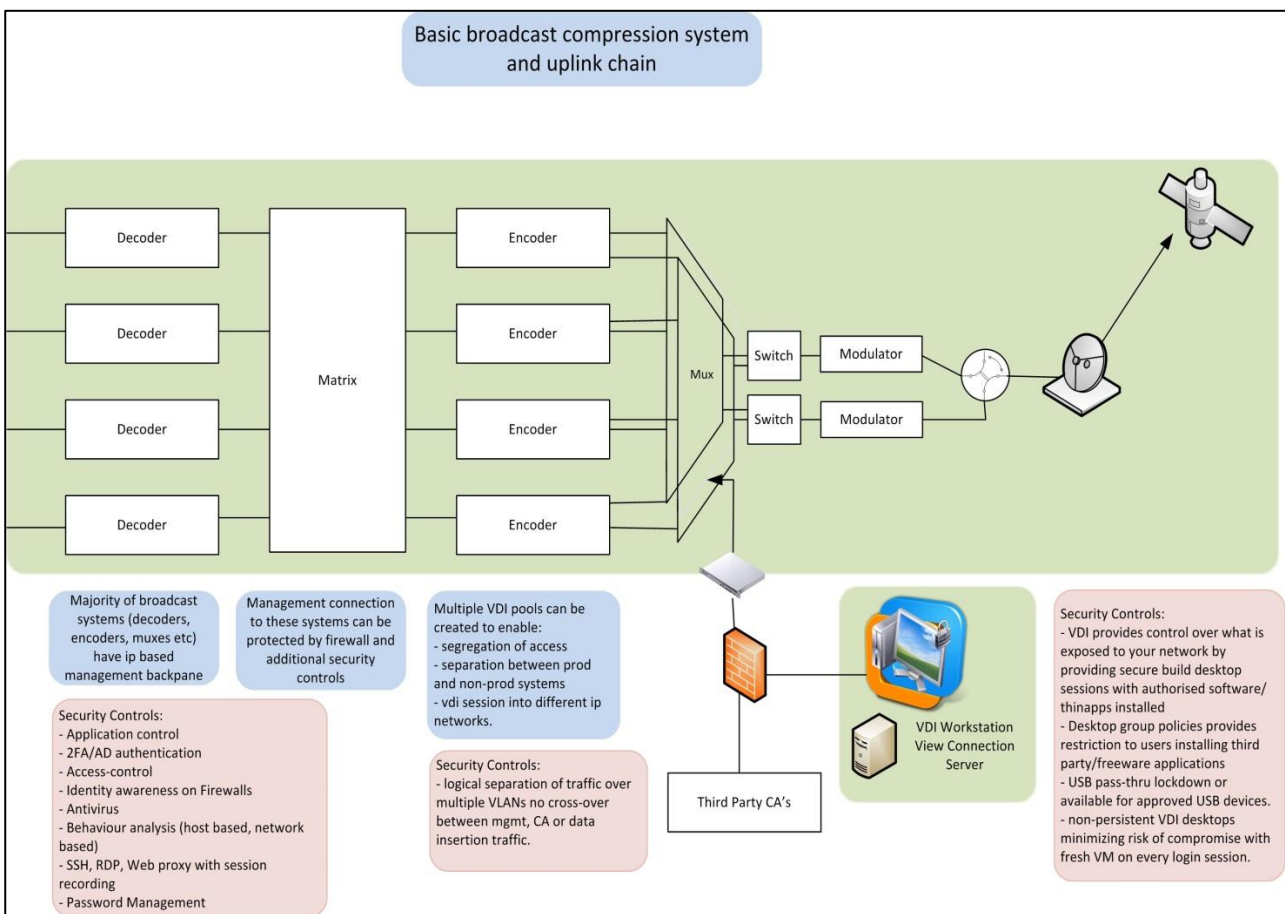 Basic broadcast compression system
and uplink chain
Decoder
Encoder
Decoder
Encoder
Matrix
Mux
Switch
Modulator
Decoder
Encoder
Switch
Modulator
Decoder
Encoder
Majority of broadcast
systems (decoders,
encoders, muxes etc)
have ip based
management backpane
Management connection
to these systems can be
protected by firewall and
additional security
controls
Multiple VDI pools can be
created to enable:
- segregation of access
- separation between prod
and non-prod systems
- vdi session into different ip
networks.
Security Controls:
- Application control
- 2FA/AD authentication
- Access-control
- Identity awareness on Firewalls
- Antivirus
- Behaviour analysis (host based, network
based)
- SSH, RDP, Web proxy with session
recording
- Password Management
Security Controls:
- logical separation of traffic over
multiple VLANs no cross-over
between mgmt, CA or data
insertion traffic.
Third Party CA's
VDI Workstation
View Connection
Server
Security Controls:
- VDI provides control over what is
exposed to your network by
providing secure build desktop
sessions with authorised software/
thinapps installed
- Desktop group policies provides
restriction to users installing third
party/freeware applications
- USB pass-thru lockdown or
available for approved USB devices.
- non-persistent VDI desktops
minimizing risk of compromise with
fresh VM on every login session.